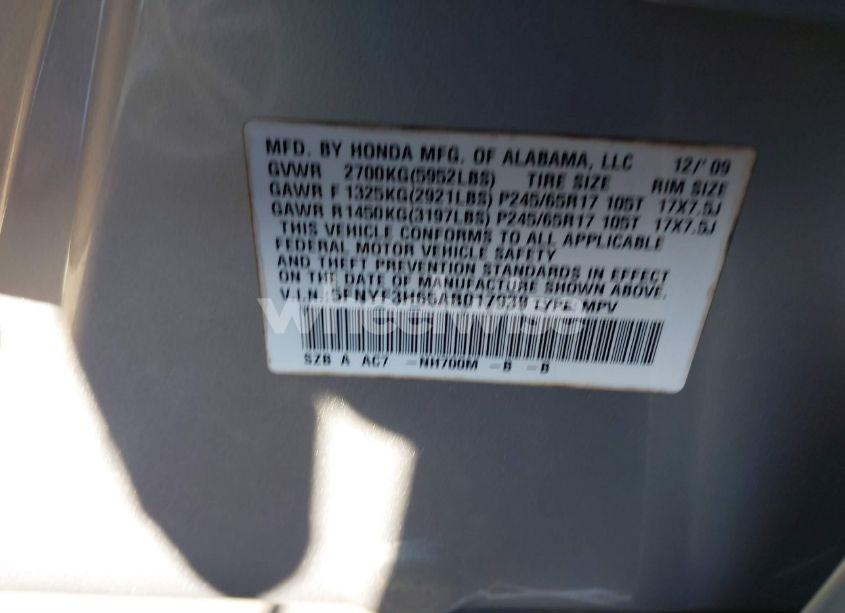 MFD. BY HONDA MFG. OF ALABAMA, LLC 12/'09
GVWR 2700KG(5952LBS) TIRE SIZE RIM SIZE
GAWR F 1325KG(2921LBS) P245/65R17 105T 17X7.5J
GAWR R 1450KG(3197LBS) P245/65R17 105T 17X7.5J
THIS VEHICLE CONFORMS TO ALL APPLICABLE
FEDERAL MOTOR VEHICLE SAFETY
AND THEFT PREVENTION STANDARDS IN EFFECT
ON THE DATE OF MANUFACTURE SHOWN ABOVE.
V.I.N.: TYPE: MPV
wheelwise
SZB A AC7 -NH700M -B -B